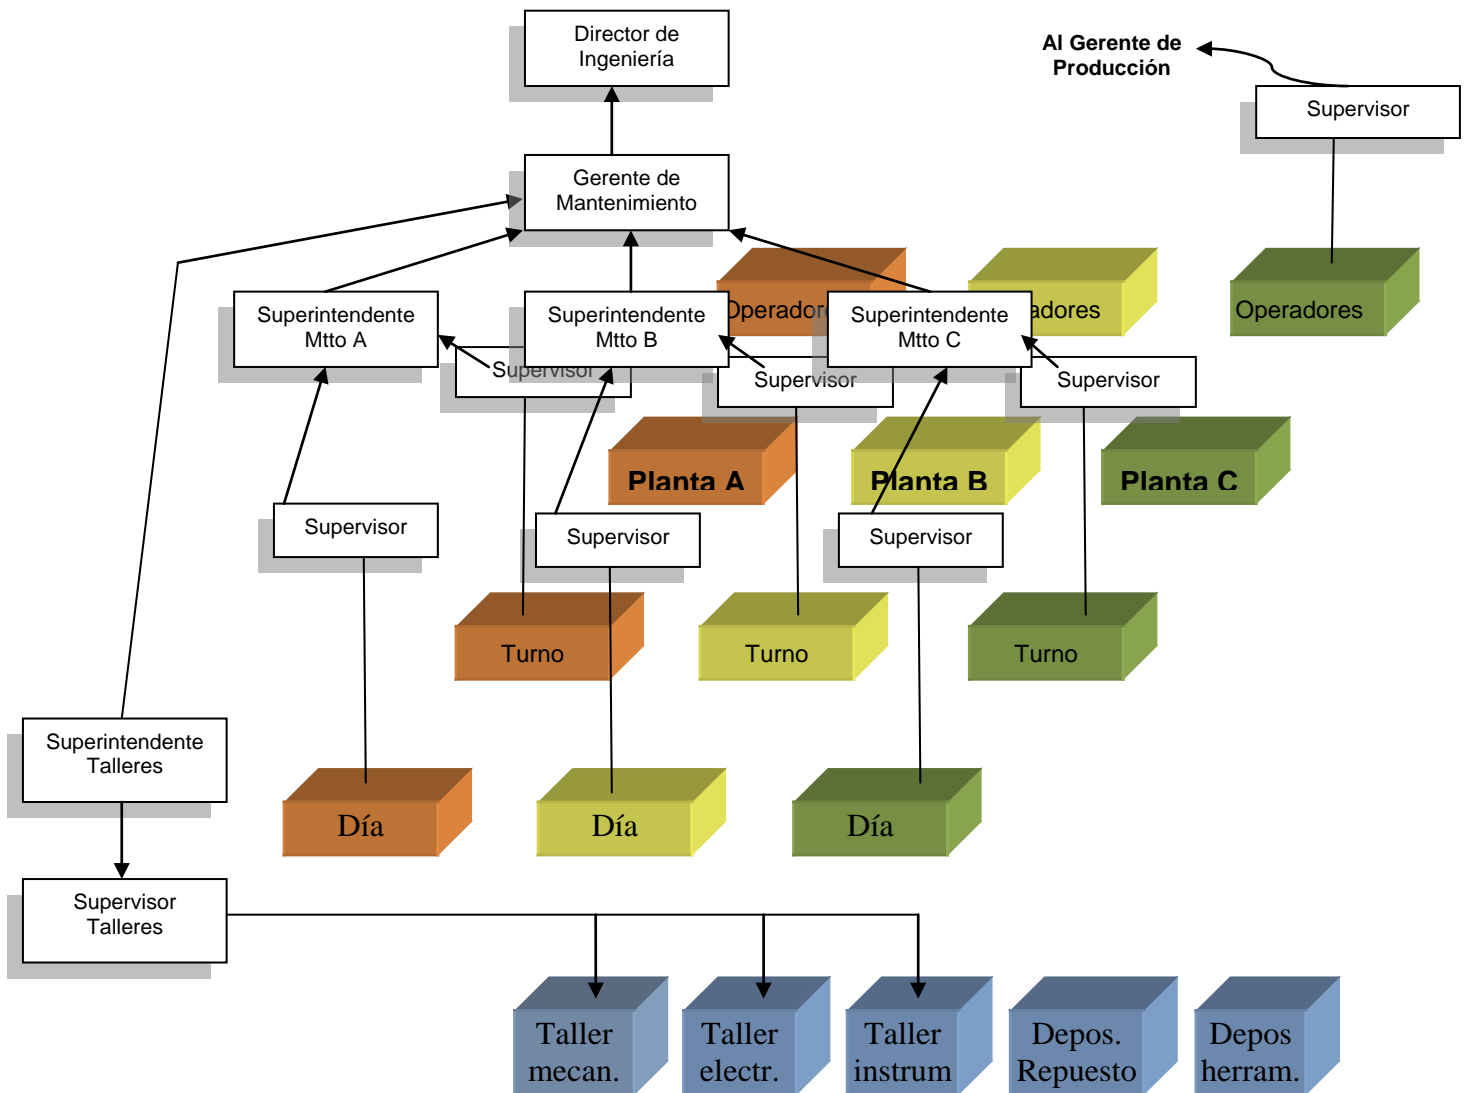 Director de
Ingeniería
Al Gerente de
Producción
Supervisor
Gerente de
Mantenimiento
Superintendente
Mtto A
Superintendente
Mtto B
Operado
Superintendente
Mtto C
adores
Operadores
Supervisor
Supervisor
Supervisor
Planta A
Planta B
Planta C
Supervisor
Supervisor
Supervisor
Turno
Turno
Turno
Superintendente
Talleres
Día
Día
Día
Supervisor
Talleres
Taller
mecan.
Taller
electr.
Taller
instrum
Depos.
Repuesto
Depos
herram.